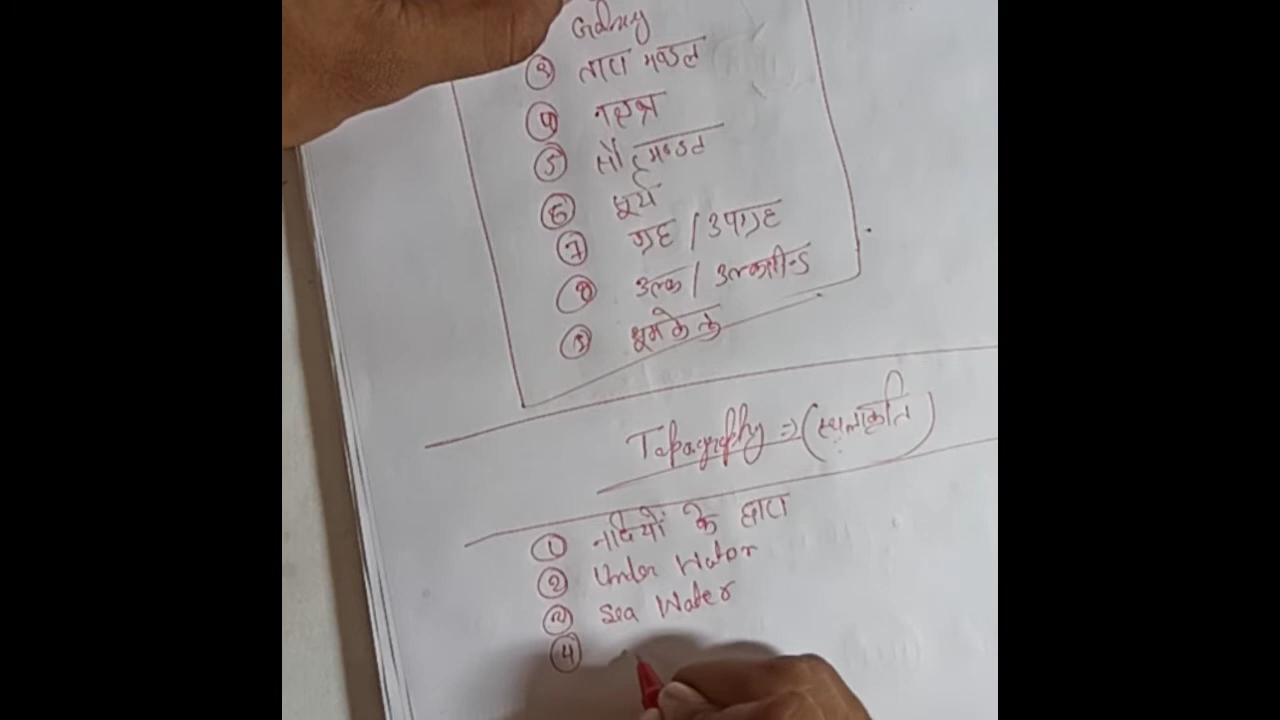 Galaxy
③ तारा मण्डल
④ नक्षत्र
⑤ सौरमण्डल
⑥ सूर्य
⑦ ग्रह / उपग्रह
⑧ उल्का / उल्कापीन्ड
⑨ धूमकेतु
Topography ⇒ (स्थलाकृति)
① नदियों के द्वारा
② Under Water
③ Sea Water
④